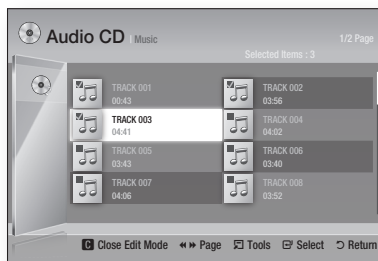 Audio CD | Music
1/2 Page
Selected Items : 3
TRACK 001
00:43
TRACK 002
03:56
TRACK 003
04:41
TRACK 004
04:02
TRACK 005
03:43
TRACK 006
03:40
TRACK 007
04:06
TRACK 008
03:52
C Close Edit Mode Page Tools Select Return